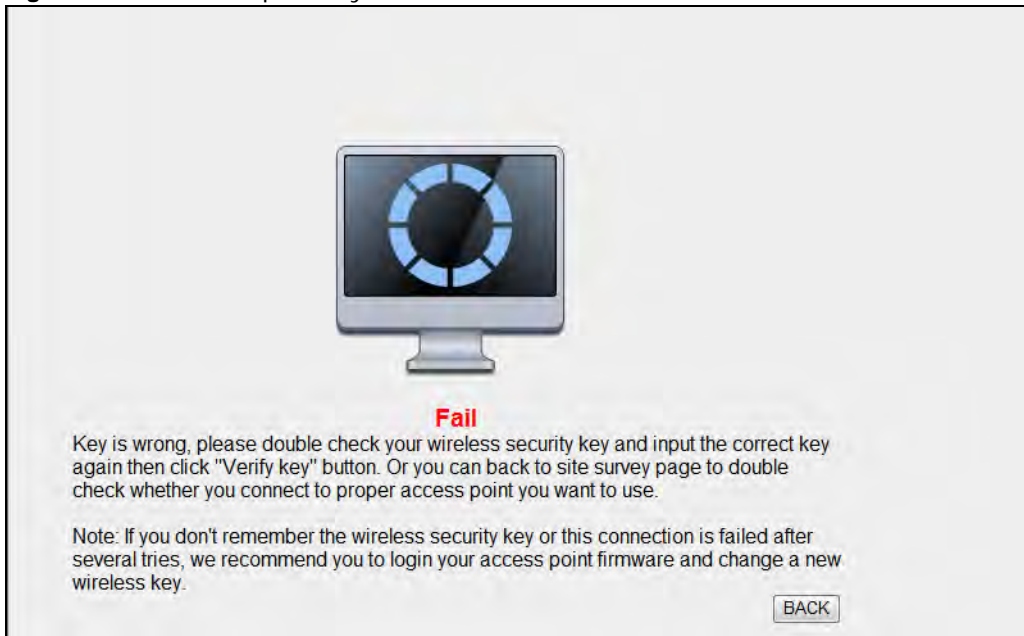 Fail
Key is wrong, please double check your wireless security key and input the correct key
again then click "Verify key" button. Or you can back to site survey page to double
check whether you connect to proper access point you want to use.
Note: If you don't remember the wireless security key or this connection is failed after
several tries, we recommend you to login your access point firmware and change a new
wireless key.
BACK